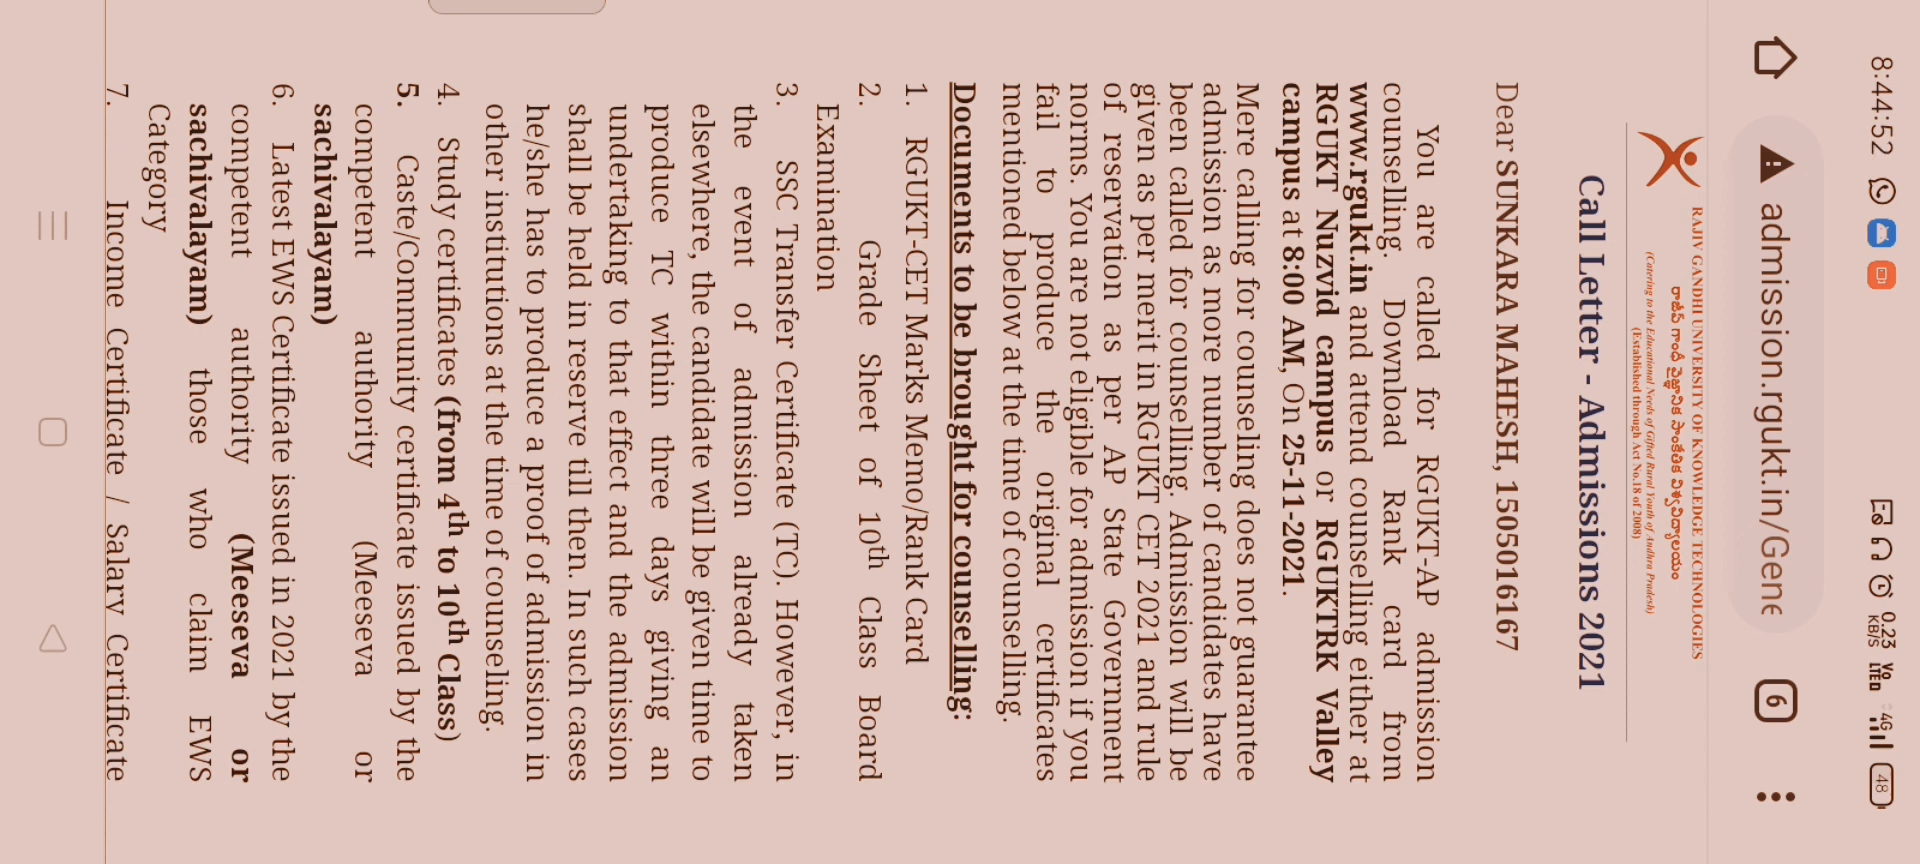 8:44:52
0.23 KB/S
Vo LTE
4G
48
admission.rgukt.in/Gene
6
RAJIV GANDHI UNIVERSITY OF KNOWLEDGE TECHNOLOGIES
రాజీవ్ గాంధీ వైజ్ఞానిక సాంకేతిక విశ్వవిద్యాలయం
(Catering to the Educational Needs of Gifted Rural Youth of Andhra Pradesh)
(Established through Act No.18 of 2008)
Call Letter - Admissions 2021
Dear SUNKARA MAHESH, 1505016167
You are called for RGUKT-AP admission
counselling. Download Rank card from
www.rgukt.in and attend counselling either at
RGUKT Nuzvid campus or RGUKTRK Valley
campus at 8:00 AM, On 25-11-2021.
Mere calling for counseling does not guarantee
admission as more number of candidates have
been called for counselling. Admission will be
given as per merit in RGUKT CET 2021 and rule
of reservation as per AP State Government
norms. You are not eligible for admission if you
fail to produce the original certificates
mentioned below at the time of counselling.
Documents to be brought for counselling:
1. RGUKT-CET Marks Memo/Rank Card
2. Grade Sheet of 10th Class Board
Examination
3. SSC Transfer Certificate (TC). However, in
the event of admission already taken
elsewhere, the candidate will be given time to
produce TC within three days giving an
undertaking to that effect and the admission
shall be held in reserve till then. In such cases
he/she has to produce a proof of admission in
other institutions at the time of counseling.
4. Study certificates (from 4th to 10th Class)
5. Caste/Community certificate issued by the
competent authority (Meeseva or
sachivalayam)
6. Latest EWS Certificate issued in 2021 by the
competent authority (Meeseva or
sachivalayam) those who claim EWS
Category
7. Income Certificate / Salary Certificate